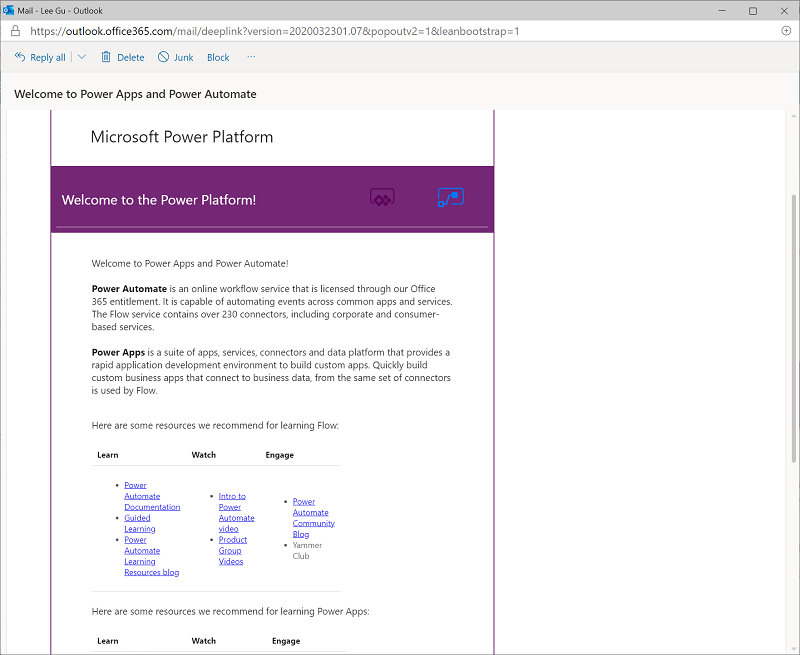 Mail - Lee Gu - Outlook
https://outlook.office365.com/mail/deeplink?version=2020032301.07&popoutv2=1&leanbootstrap=1
Reply all Delete Junk Block ...
Welcome to Power Apps and Power Automate
Microsoft Power Platform
Welcome to the Power Platform!
Welcome to Power Apps and Power Automate!
Power Automate is an online workflow service that is licensed through our Office
365 entitlement. It is capable of automating events across common apps and services.
The Flow service contains over 230 connectors, including corporate and consumer-
based services.
Power Apps is a suite of apps, services, connectors and data platform that provides a
rapid application development environment to build custom apps. Quickly build
custom business apps that connect to business data, from the same set of connectors
is used by Flow.
Here are some resources we recommend for learning Flow:
Learn Watch Engage
Power
Automate
Documentation
Guided
Learning
Power
Automate
Learning
Resources blog
Intro to
Power
Automate
video
Product
Group
Videos
Power
Automate
Community
Blog
Yammer
Club
Here are some resources we recommend for learning Power Apps:
Learn Watch Engage